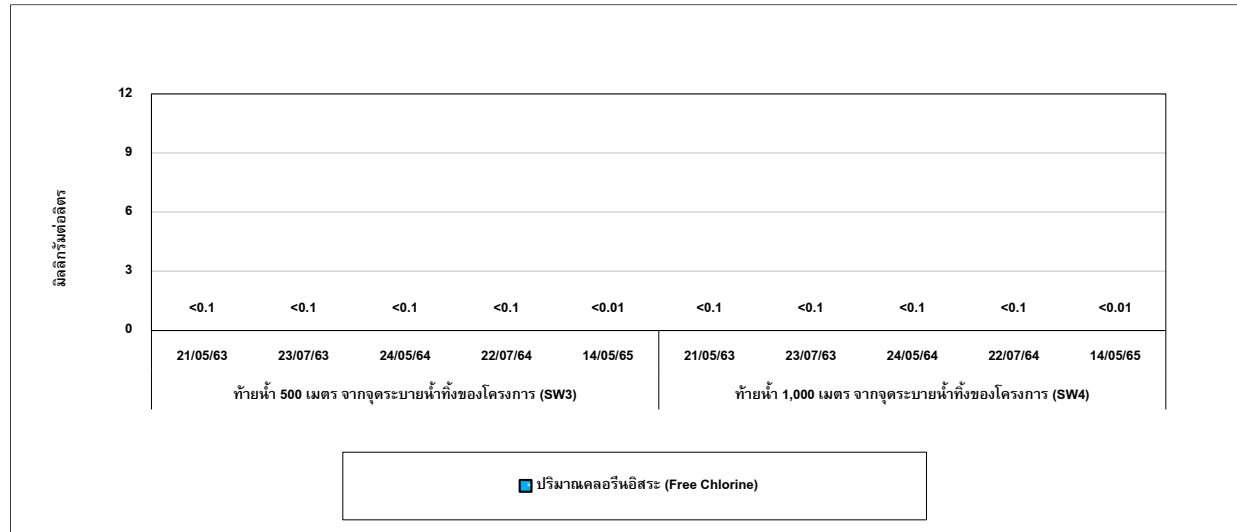 12
9
6
3
0
มิลลิกรัมต่อลิตร
<0.1 <0.1 <0.1 <0.1 <0.01 <0.1 <0.1 <0.1 <0.1 <0.01
21/05/63 23/07/63 24/05/64 22/07/64 14/05/65 21/05/63 23/07/63 24/05/64 22/07/64 14/05/65
ท้ายน้ำ 500 เมตร จากจุดระบายน้ำทิ้งของโครงการ (SW3) ท้ายน้ำ 1,000 เมตร จากจุดระบายน้ำทิ้งของโครงการ (SW4)
ปริมาณคลอรีนอิสระ (Free Chlorine)